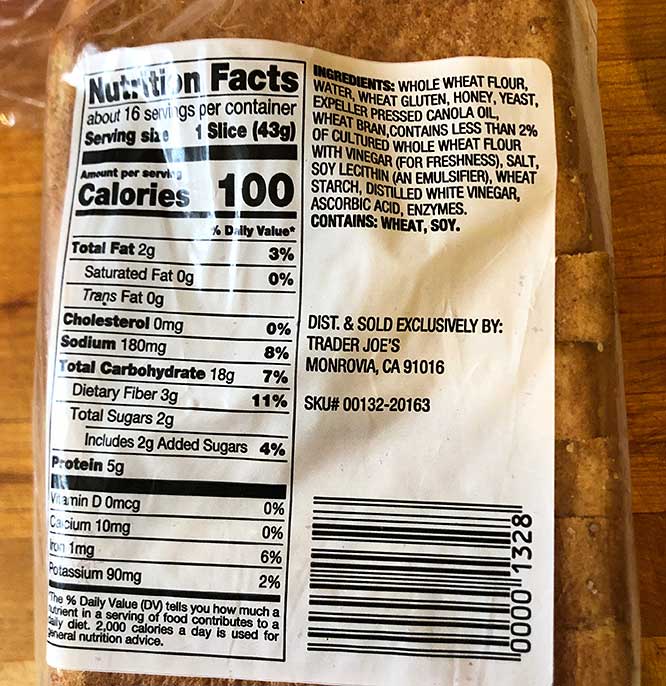 Nutrition Facts
about 16 servings per container
Serving size 1 Slice (43g)
Amount per serving
Calories 100
% Daily Value*
Total Fat 2g 3%
Saturated Fat 0g 0%
Trans Fat 0g
Cholesterol 0mg 0%
Sodium 180mg 8%
Total Carbohydrate 18g 7%
Dietary Fiber 3g 11%
Total Sugars 2g
Includes 2g Added Sugars 4%
Protein 5g
Vitamin D 0mcg 0%
Calcium 10mg 0%
Iron 1mg 6%
Potassium 90mg 2%
The % Daily Value (DV) tells you how much a
nutrient in a serving of food contributes to a
daily diet. 2,000 calories a day is used for
general nutrition advice.
INGREDIENTS: WHOLE WHEAT FLOUR,
WATER, WHEAT GLUTEN, HONEY, YEAST,
EXPELLER PRESSED CANOLA OIL,
WHEAT BRAN,CONTAINS LESS THAN 2%
OF CULTURED WHOLE WHEAT FLOUR
WITH VINEGAR (FOR FRESHNESS), SALT,
SOY LECITHIN (AN EMULSIFIER), WHEAT
STARCH, DISTILLED WHITE VINEGAR,
ASCORBIC ACID, ENZYMES.
CONTAINS: WHEAT, SOY.
DIST. & SOLD EXCLUSIVELY BY:
TRADER JOE'S
MONROVIA, CA 91016
SKU# 00132-20163
0000 1328